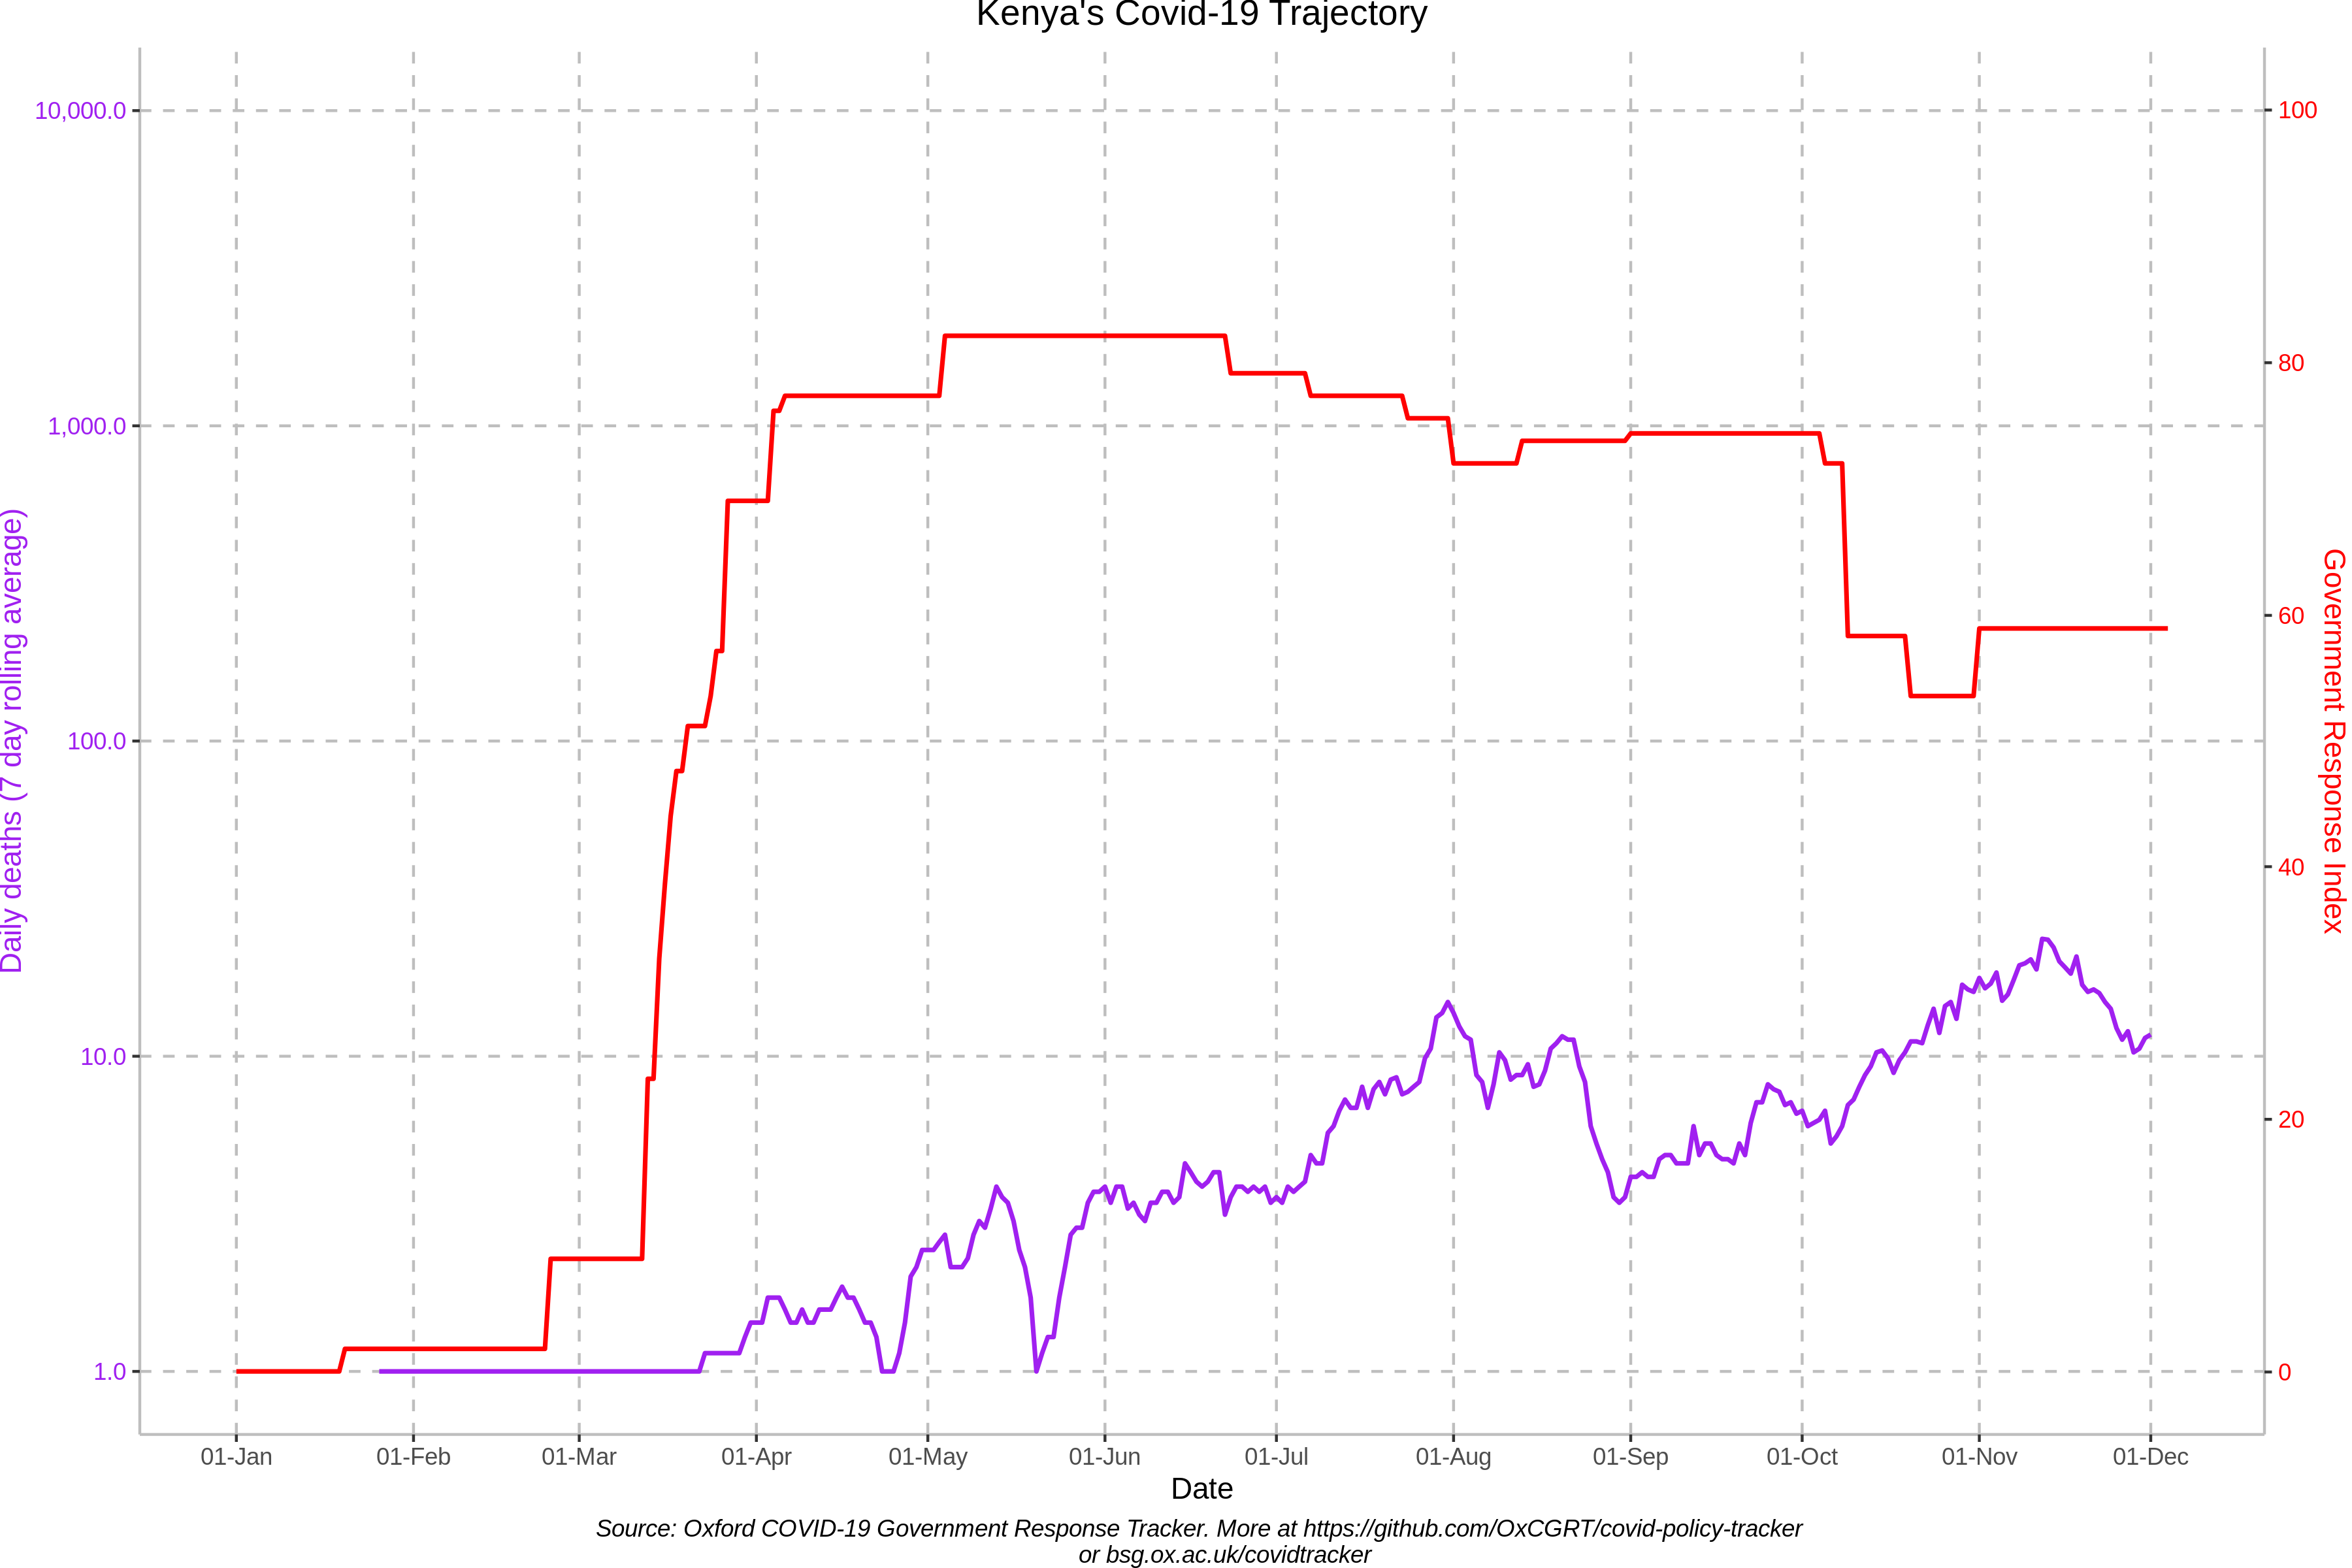 Kenya's Covid-19 Trajectory
10,000.0
1,000.0
100.0
10.0
1.0
Daily deaths (7 day rolling average)
100
80
60
40
20
0
Government Response Index
01-Jan 01-Feb 01-Mar 01-Apr 01-May 01-Jun 01-Jul 01-Aug 01-Sep 01-Oct 01-Nov 01-Dec
Date
Source: Oxford COVID-19 Government Response Tracker. More at https://github.com/OxCGRT/covid-policy-tracker
or bsg.ox.ac.uk/covidtracker